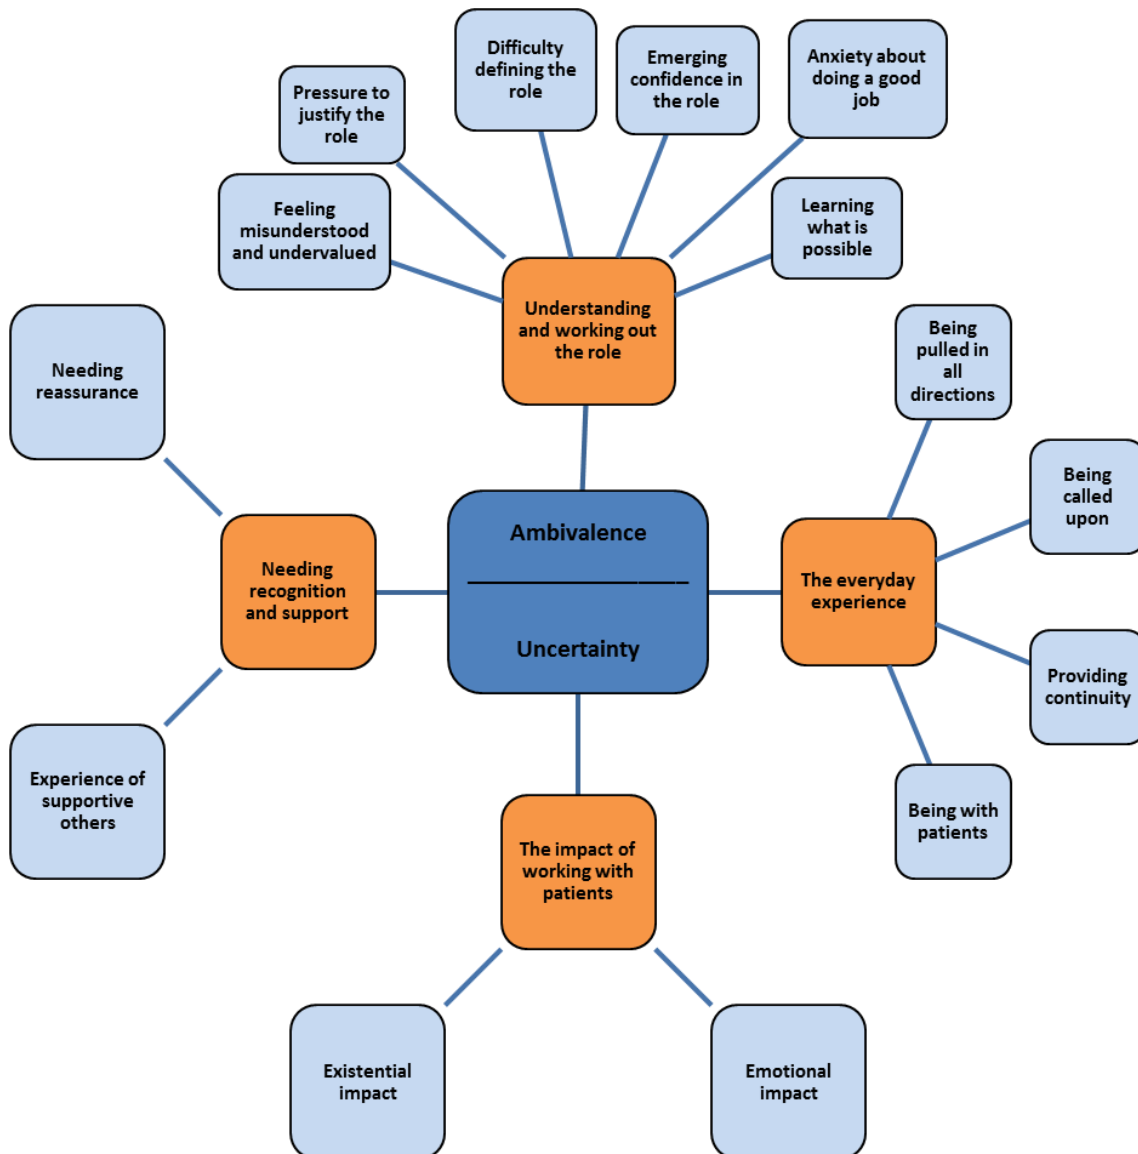 Difficulty
defining the
role
Emerging
confidence in
the role
Anxiety about
doing a good
job
Pressure to
justify the
role
Feeling
misunderstood
and undervalued
Learning
what is
possible
Understanding
and working out
the role
Being
pulled in
all
directions
Needing
reassurance
Being
called
upon
Ambivalence
Uncertainty
Needing
recognition
and support
The everyday
experience
Providing
continuity
Experience of
supportive
others
Being with
patients
The impact of
working with
patients
Existential
impact
Emotional
impact